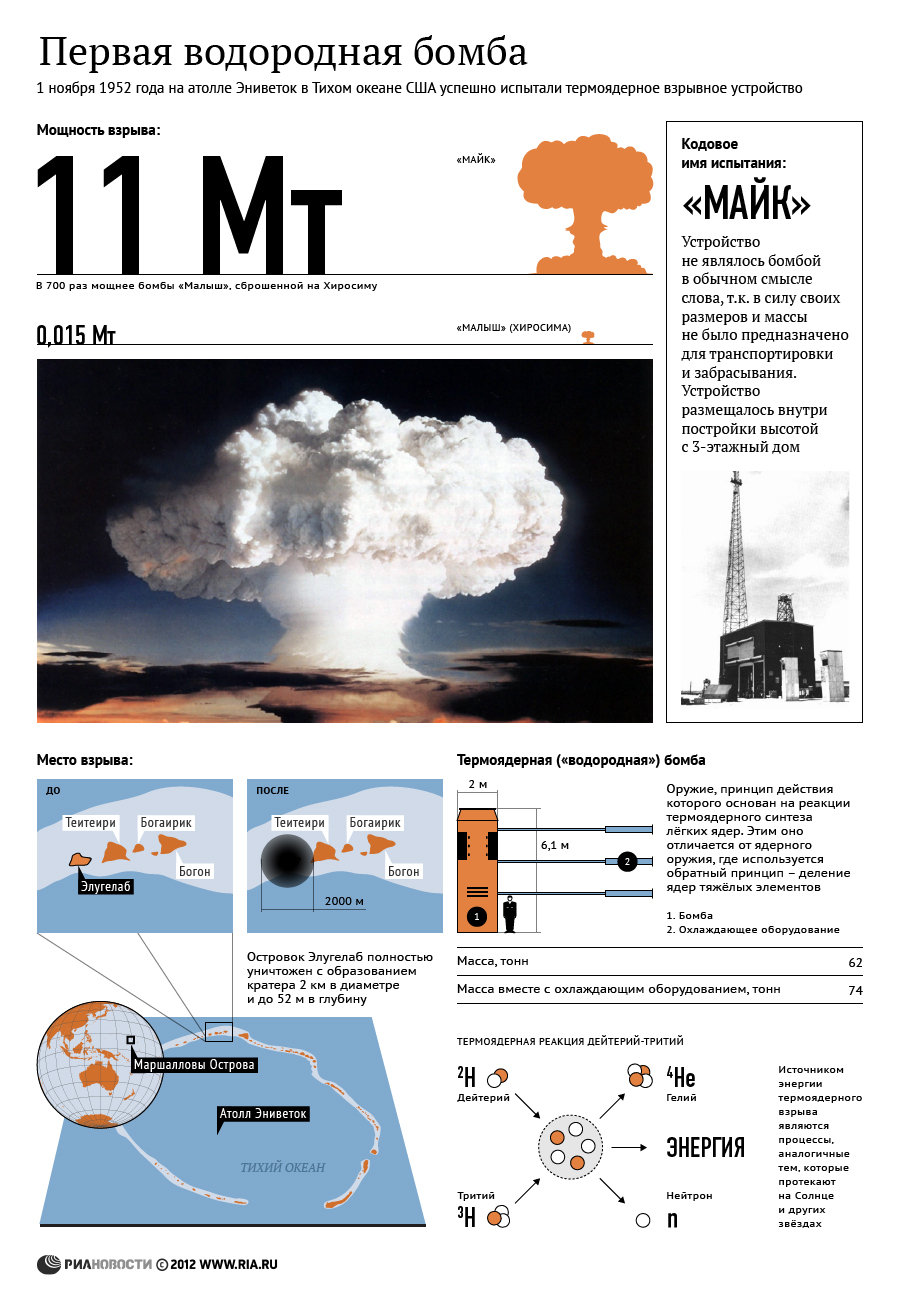 Первая водородная бомба
1 ноября 1952 года на атолле Эниветок в Тихом океане США успешно испытали термоядерное взрывное устройство
Мощность взрыва:
11 Мт
«МАЙК»
В 700 раз мощнее бомбы «Малыш», сброшенной на Хиросиму
0,015 Мт
«МАЛЫШ» (ХИРОСИМА)
Кодовое
имя испытания:
«МАЙК»
Устройство
не являлось бомбой
в обычном смысле
слова, т.к. в силу своих
размеров и массы
не было предназначено
для транспортировки
и забрасывания.
Устройство
размещалось внутри
постройки высотой
с 3-этажный дом
Место взрыва:
ДО
Теитеири
Богаирик
Богон
Элугелаб
ПОСЛЕ
Теитеири
Богаирик
Богон
2000 м
Островок Элугелаб полностью
уничтожен с образованием
кратера 2 км в диаметре
и до 52 м в глубину
Маршалловы Острова
Атолл Эниветок
ТИХИЙ ОКЕАН
Термоядерная («водородная») бомба
2 м
6,1 м
2
1
Оружие, принцип действия
которого основан на реакции
термоядерного синтеза
лёгких ядер. Этим оно
отличается от ядерного
оружия, где используется
обратный принцип – деление
ядер тяжёлых элементов
1. Бомба
2. Охлаждающее оборудование
Масса, тонн 62
Масса вместе с охлаждающим оборудованием, тонн 74
ТЕРМОЯДЕРНАЯ РЕАКЦИЯ ДЕЙТЕРИЙ-ТРИТИЙ
²H
Дейтерий
⁴He
Гелий
ЭНЕРГИЯ
Тритий
³H
Нейтрон
n
Источником
энергии
термоядерного
взрыва
являются
процессы,
аналогичные
тем, которые
протекают
на Солнце
и других
звёздах
РИАНОВОСТИ © 2012 WWW.RIA.RU